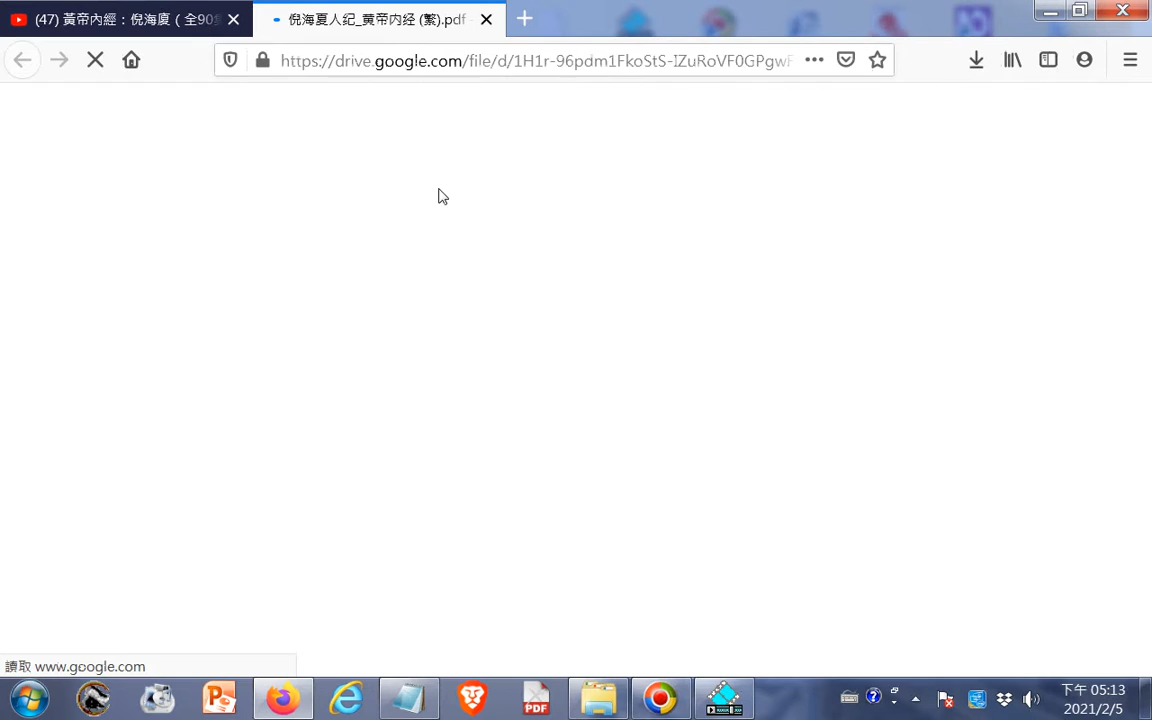 (47) 黃帝內經：倪海廈 ( 全90集
倪海夏人纪_黄帝内经 (繁).pdf -
https://drive.google.com/file/d/1H1r-96pdm1FkoStS-IZuRoVF0GPgwF
讀取 www.google.com
PDF
下午 05:13
2021/2/5